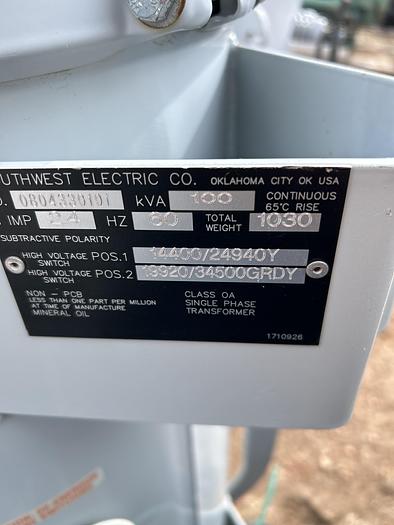 UTHWEST ELECTRIC CO. OKLAHOMA CITY OK USA
O. 0804330101 kVA 100 CONTINUOUS 65°C RISE
IMP 2.4 HZ 60 TOTAL WEIGHT 1030
SUBTRACTIVE POLARITY
HIGH VOLTAGE SWITCH POS.1 14400/24940Y
HIGH VOLTAGE SWITCH POS.2 19920/34500GRDY
NON - PCB
LESS THAN ONE PART PER MILLION
AT TIME OF MANUFACTURE
MINERAL OIL
CLASS OA
SINGLE PHASE
TRANSFORMER
1710926